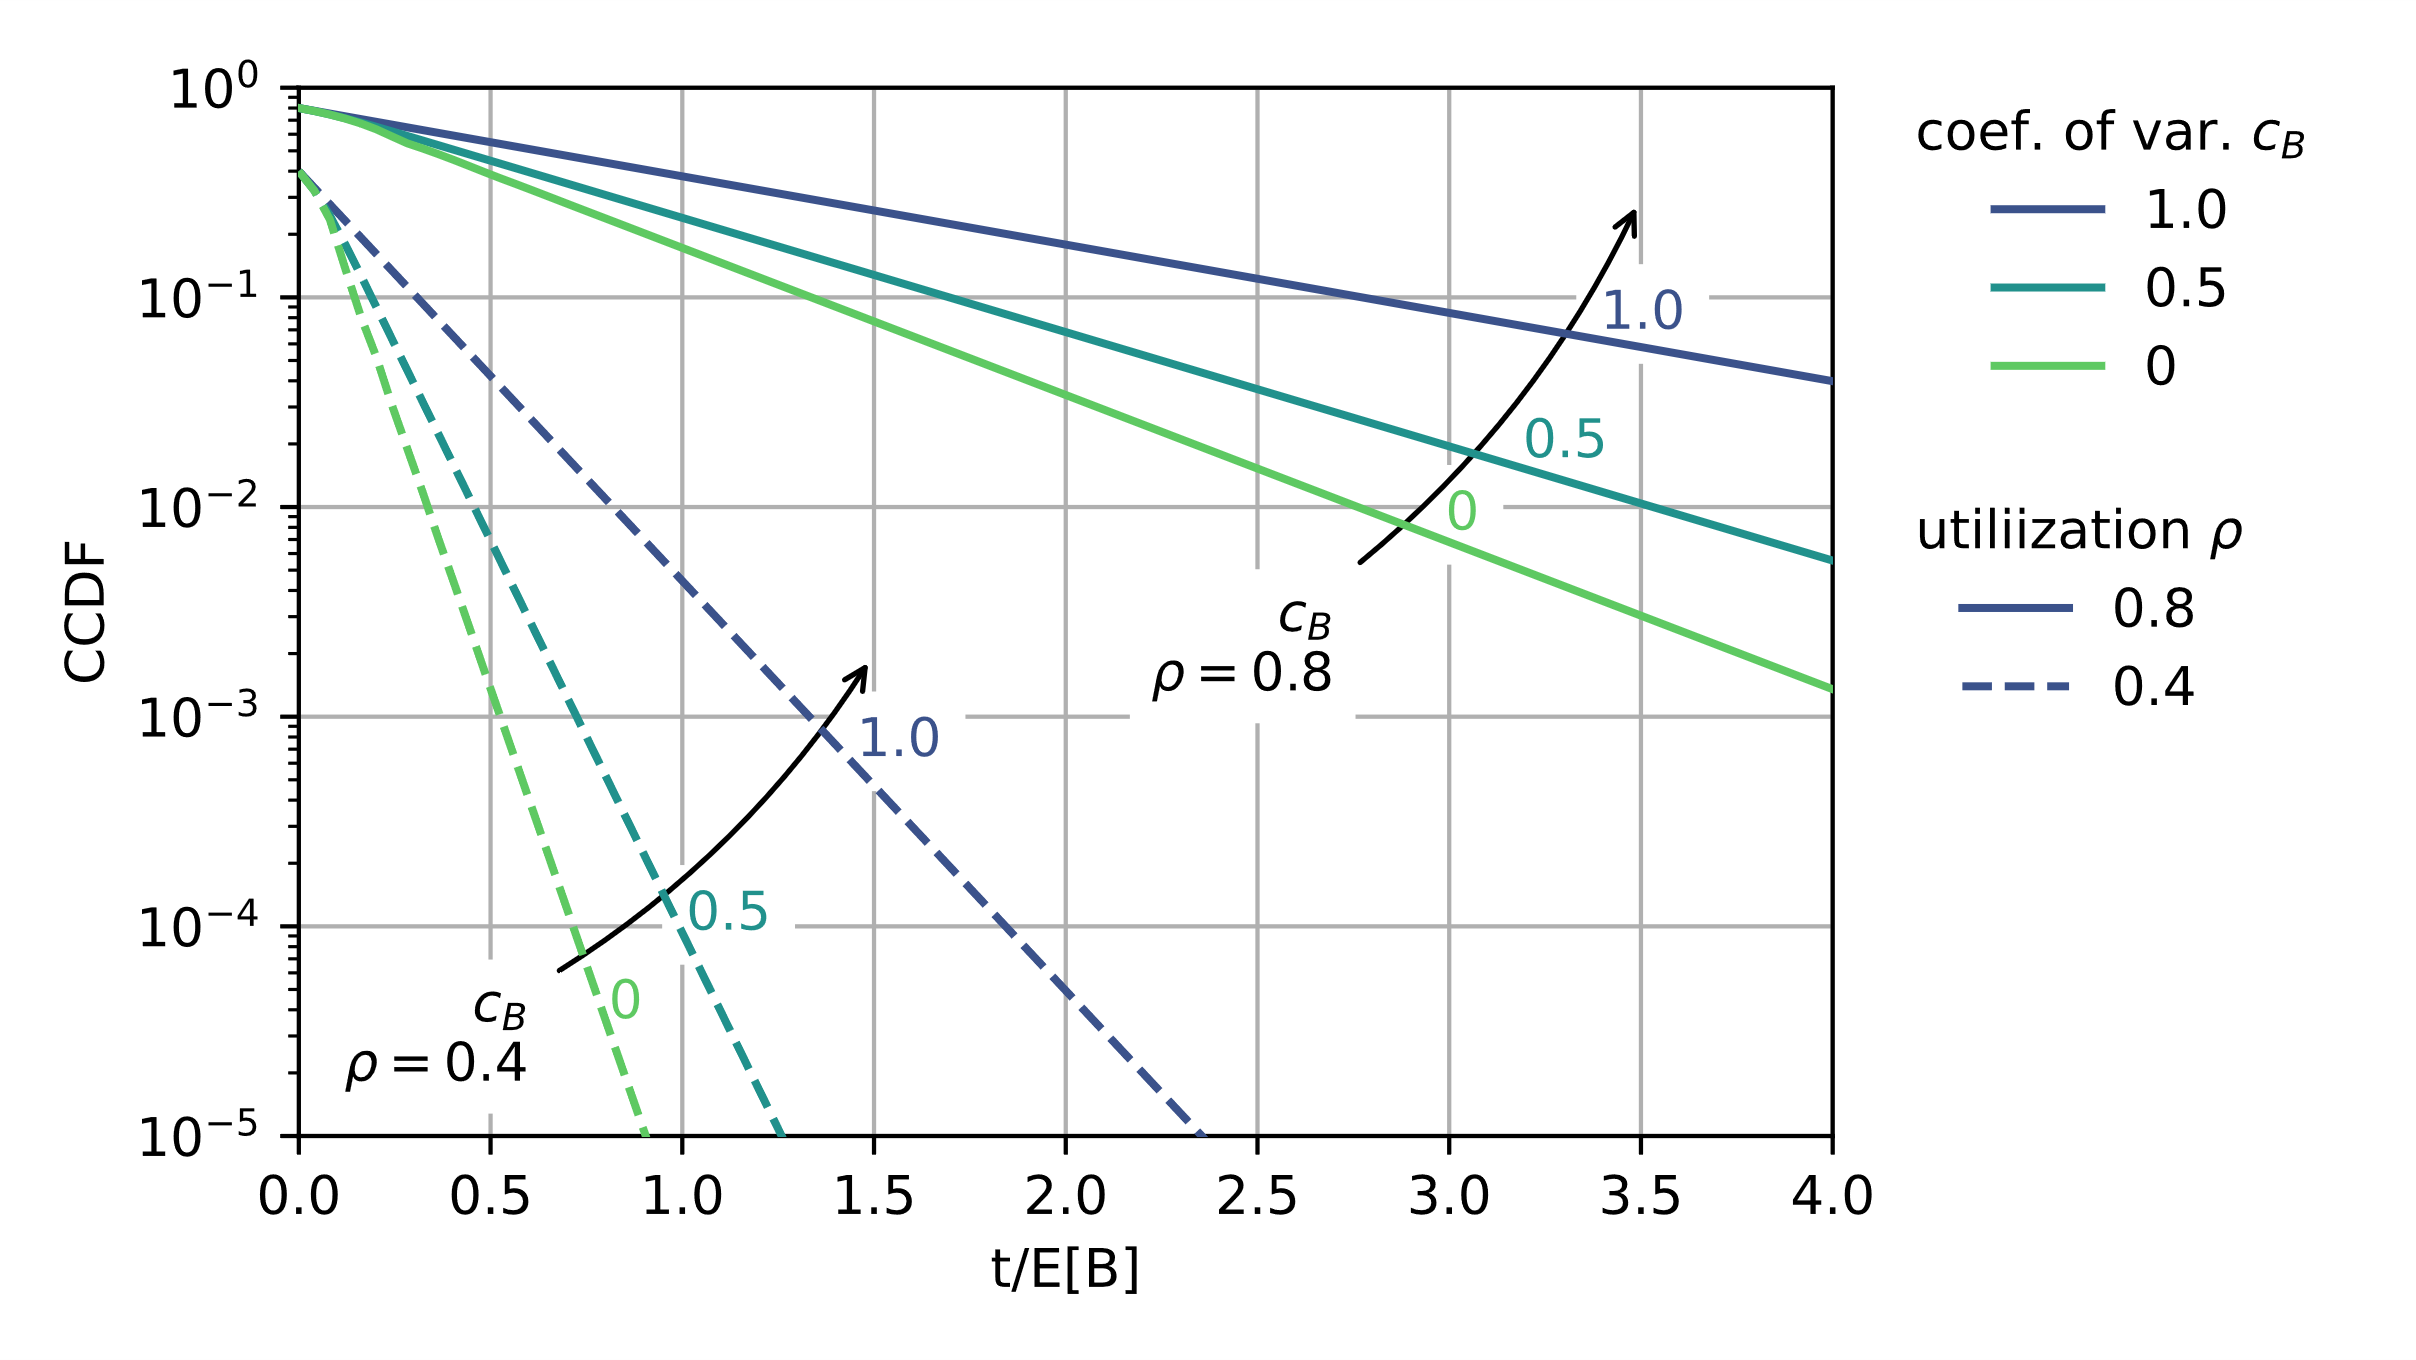 10⁰
10⁻¹
10⁻²
10⁻³
10⁻⁴
10⁻⁵
CCDF
0.0 0.5 1.0 1.5 2.0 2.5 3.0 3.5 4.0
t/E[B]
1.0
0.5
0
c_B
ρ = 0.8
1.0
0.5
0
c_B
ρ = 0.4
coef. of var. c_B
1.0
0.5
0
utiliization ρ
0.8
0.4